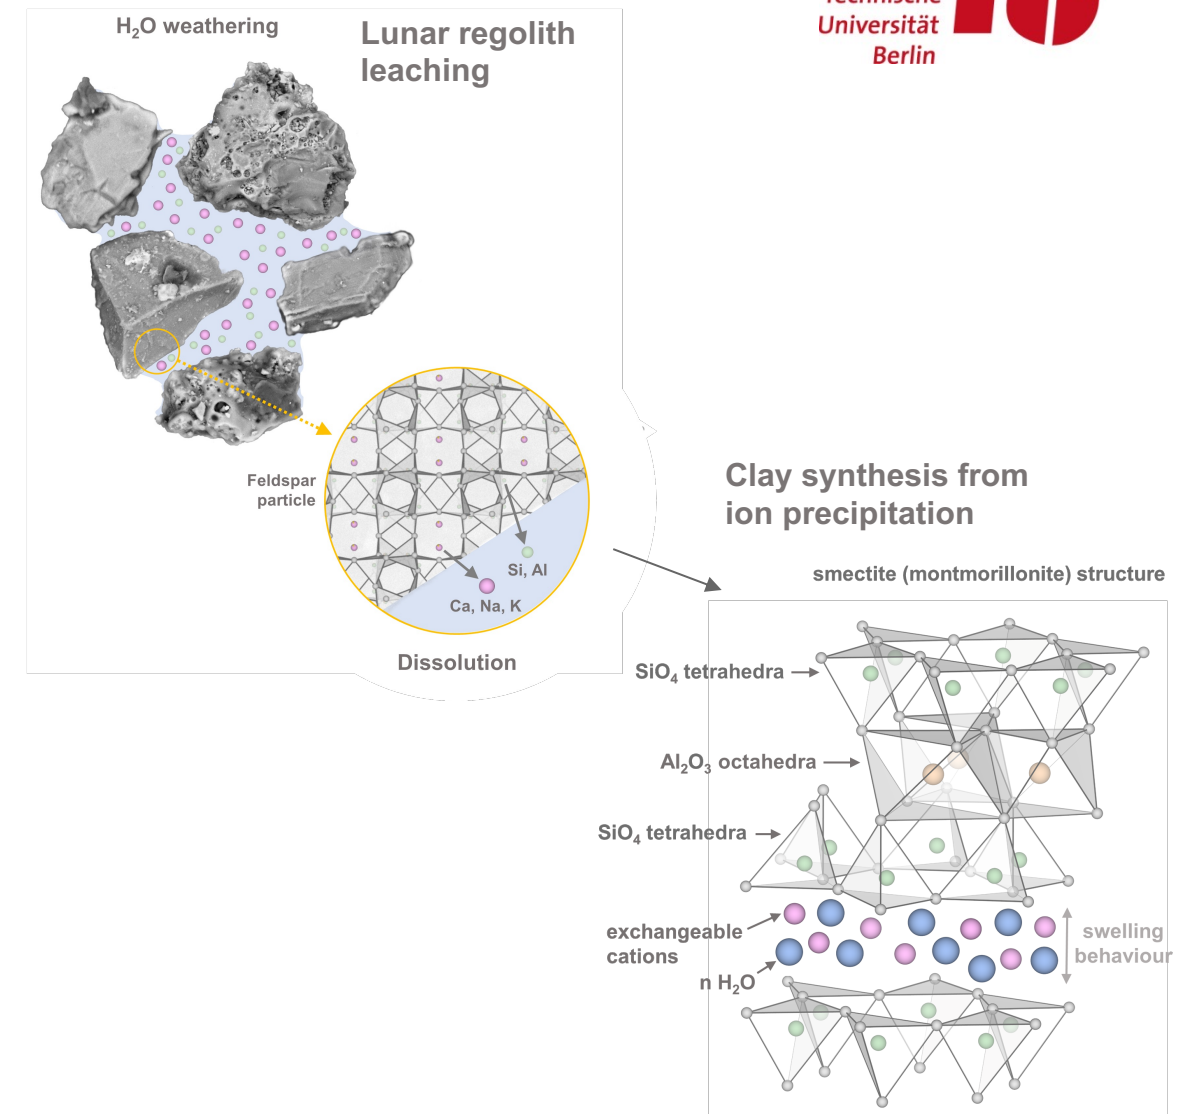 H₂O weathering
Lunar regolith
leaching
Universität
Berlin
Feldspar
particle
Si, Al
Ca, Na, K
Dissolution
Clay synthesis from
ion precipitation
smectite (montmorillonite) structure
SiO₄ tetrahedra
Al₂O₃ octahedra
SiO₄ tetrahedra
exchangeable
cations
n H₂O
swelling
behaviour